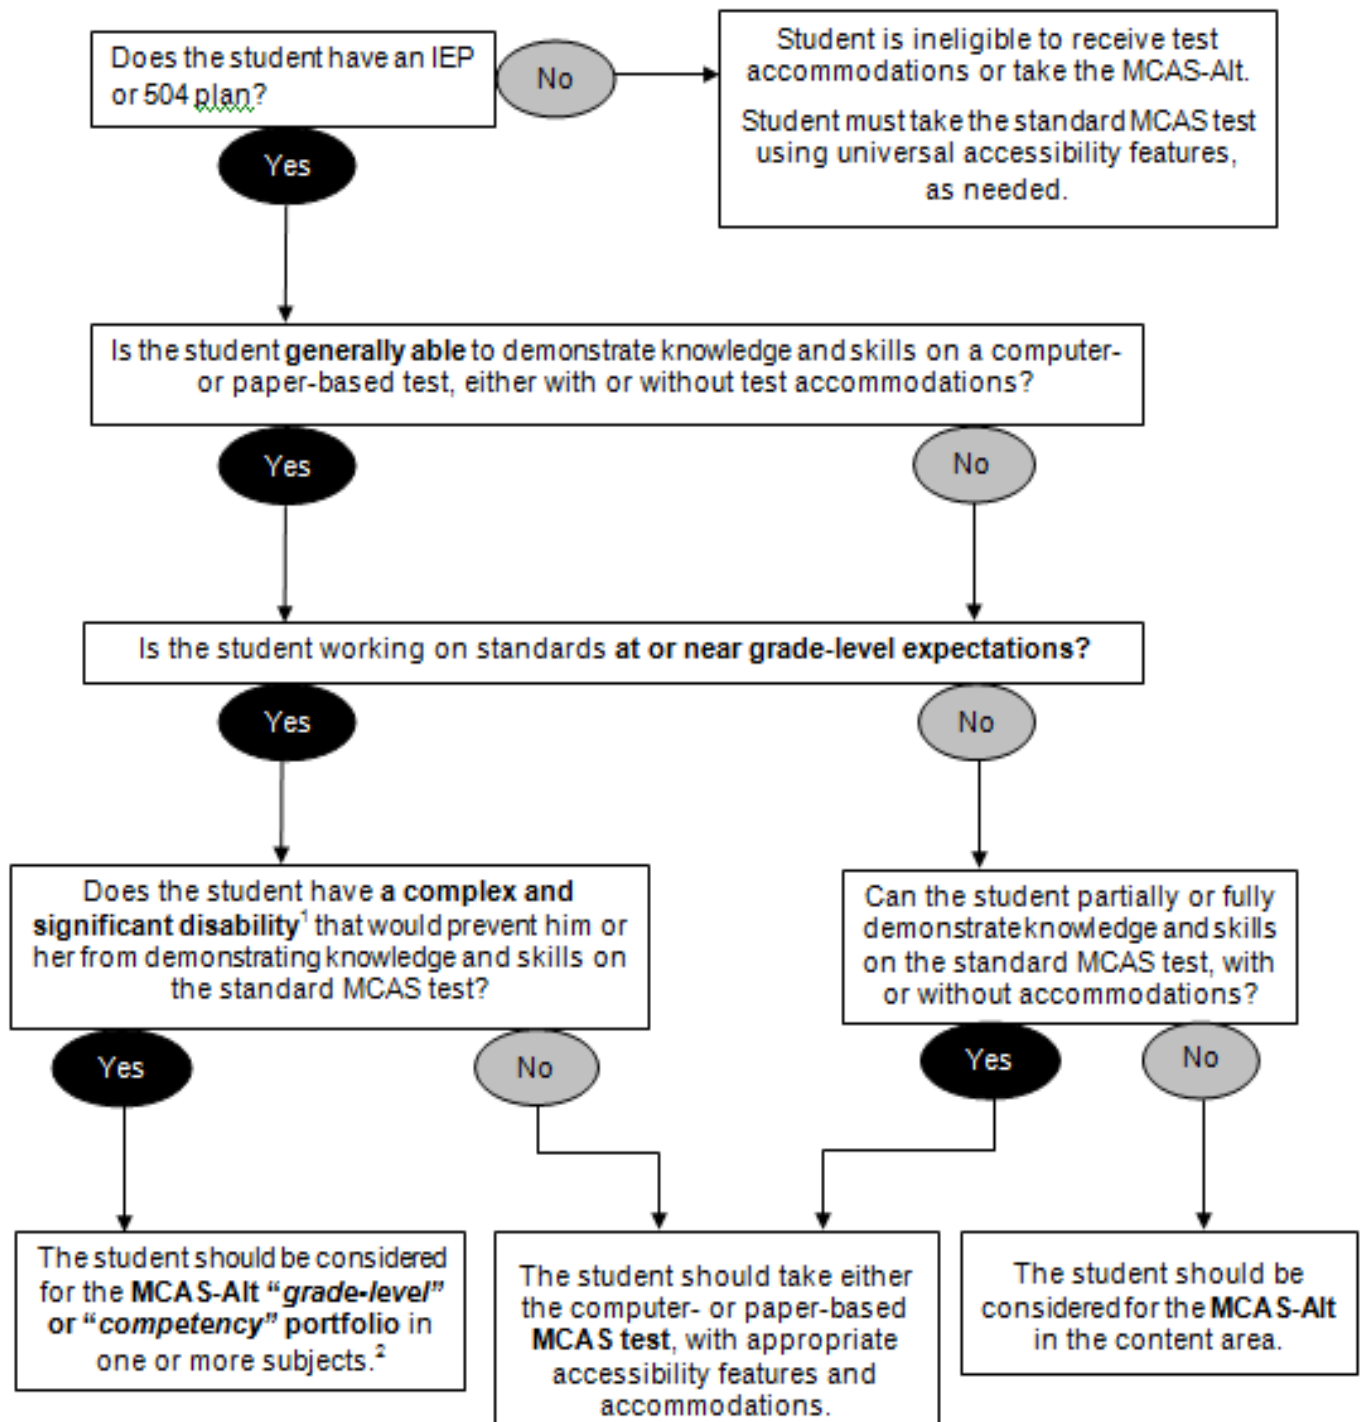 Does the student have an IEP
or 504 plan?
No
Student is ineligible to receive test
accommodations or take the MCAS-Alt.
Student must take the standard MCAS test
using universal accessibility features,
as needed.
Yes
Is the student generally able to demonstrate knowledge and skills on a computer-
or paper-based test, either with or without test accommodations?
Yes
No
Is the student working on standards at or near grade-level expectations?
Yes
No
Does the student have a complex and
significant disability¹ that would prevent him or
her from demonstrating knowledge and skills on
the standard MCAS test?
Can the student partially or fully
demonstrate knowledge and skills
on the standard MCAS test, with
or without accommodations?
Yes
No
Yes
No
The student should be considered
for the MCAS-Alt “grade-level”
or “competency” portfolio in
one or more subjects.²
The student should take either
the computer- or paper-based
MCAS test, with appropriate
accessibility features and
accommodations.
The student should be
considered for the MCAS-Alt
in the content area.